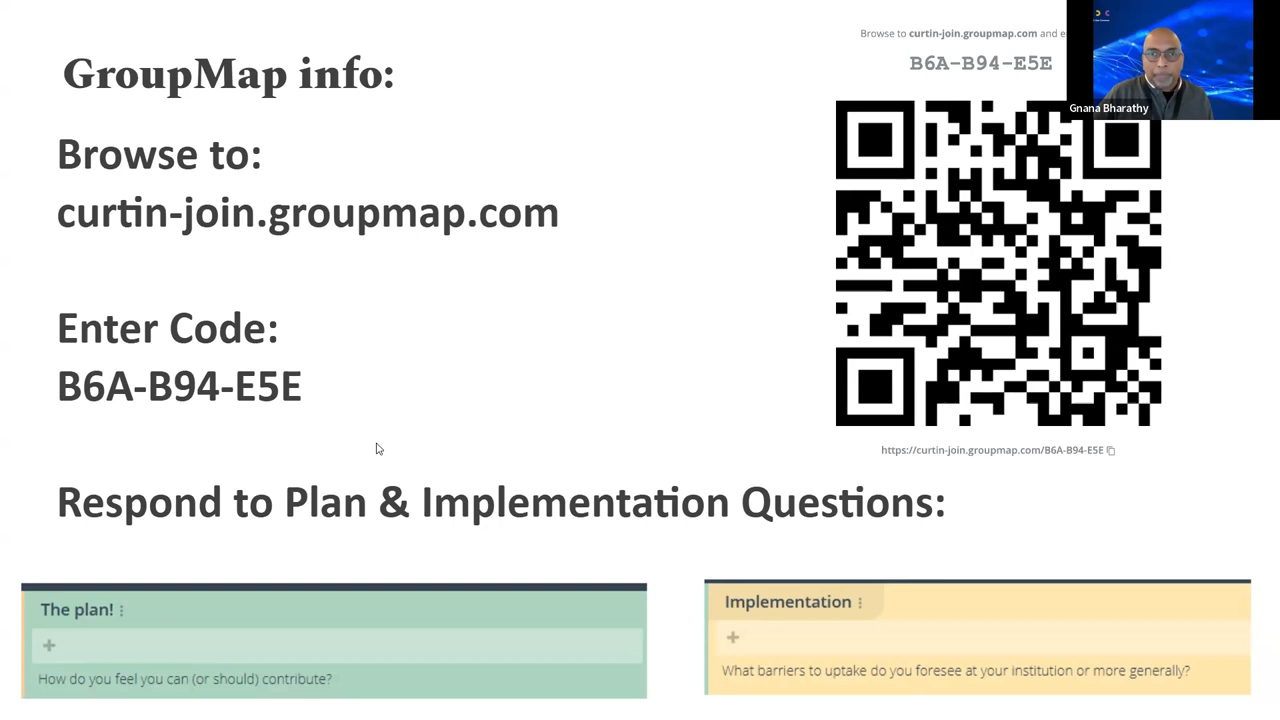 GroupMap info:
Browse to:
curtin-join.groupmap.com
Enter Code:
B6A-B94-E5E
Browse to curtin-join.groupmap.com and e
B6A-B94-E5E
Gnana Bharathy
https://curtin-join.groupmap.com/B6A-B94-E5E
Respond to Plan & Implementation Questions:
The plan!
How do you feel you can (or should) contribute?
Implementation
What barriers to uptake do you foresee at your institution or more generally?